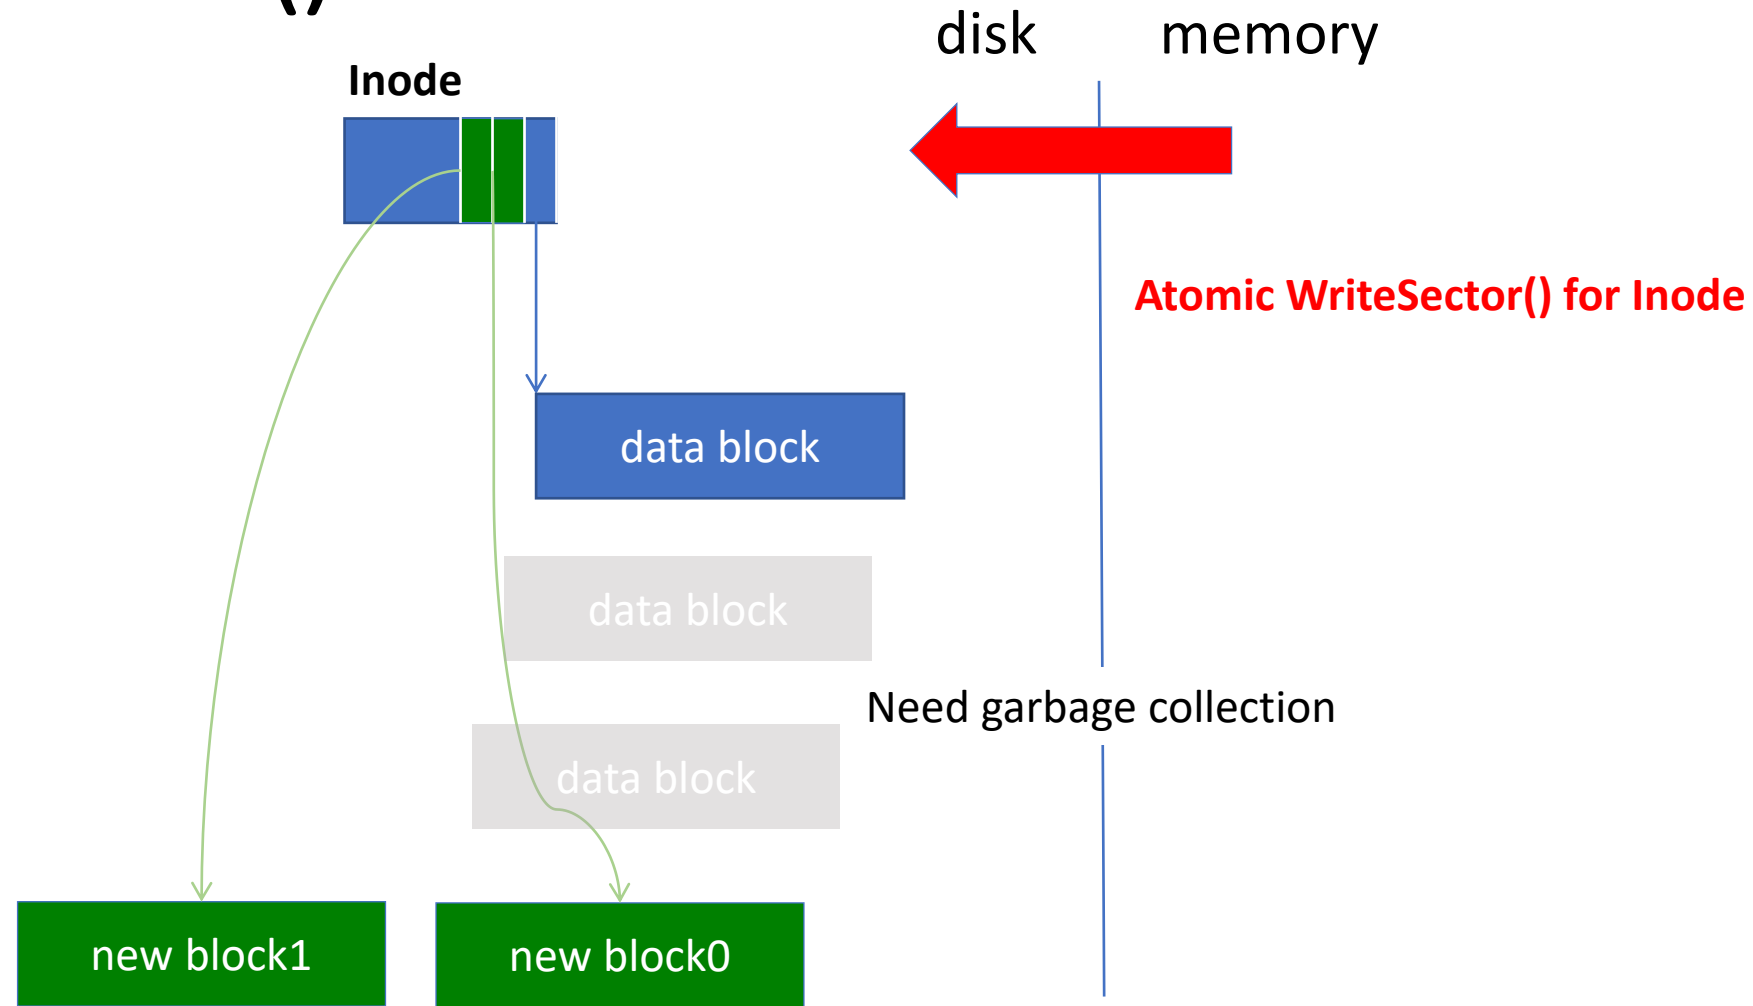 ()
disk memory
Inode
Atomic WriteSector() for Inode
data block
data block
Need garbage collection
data block
new block1
new block0